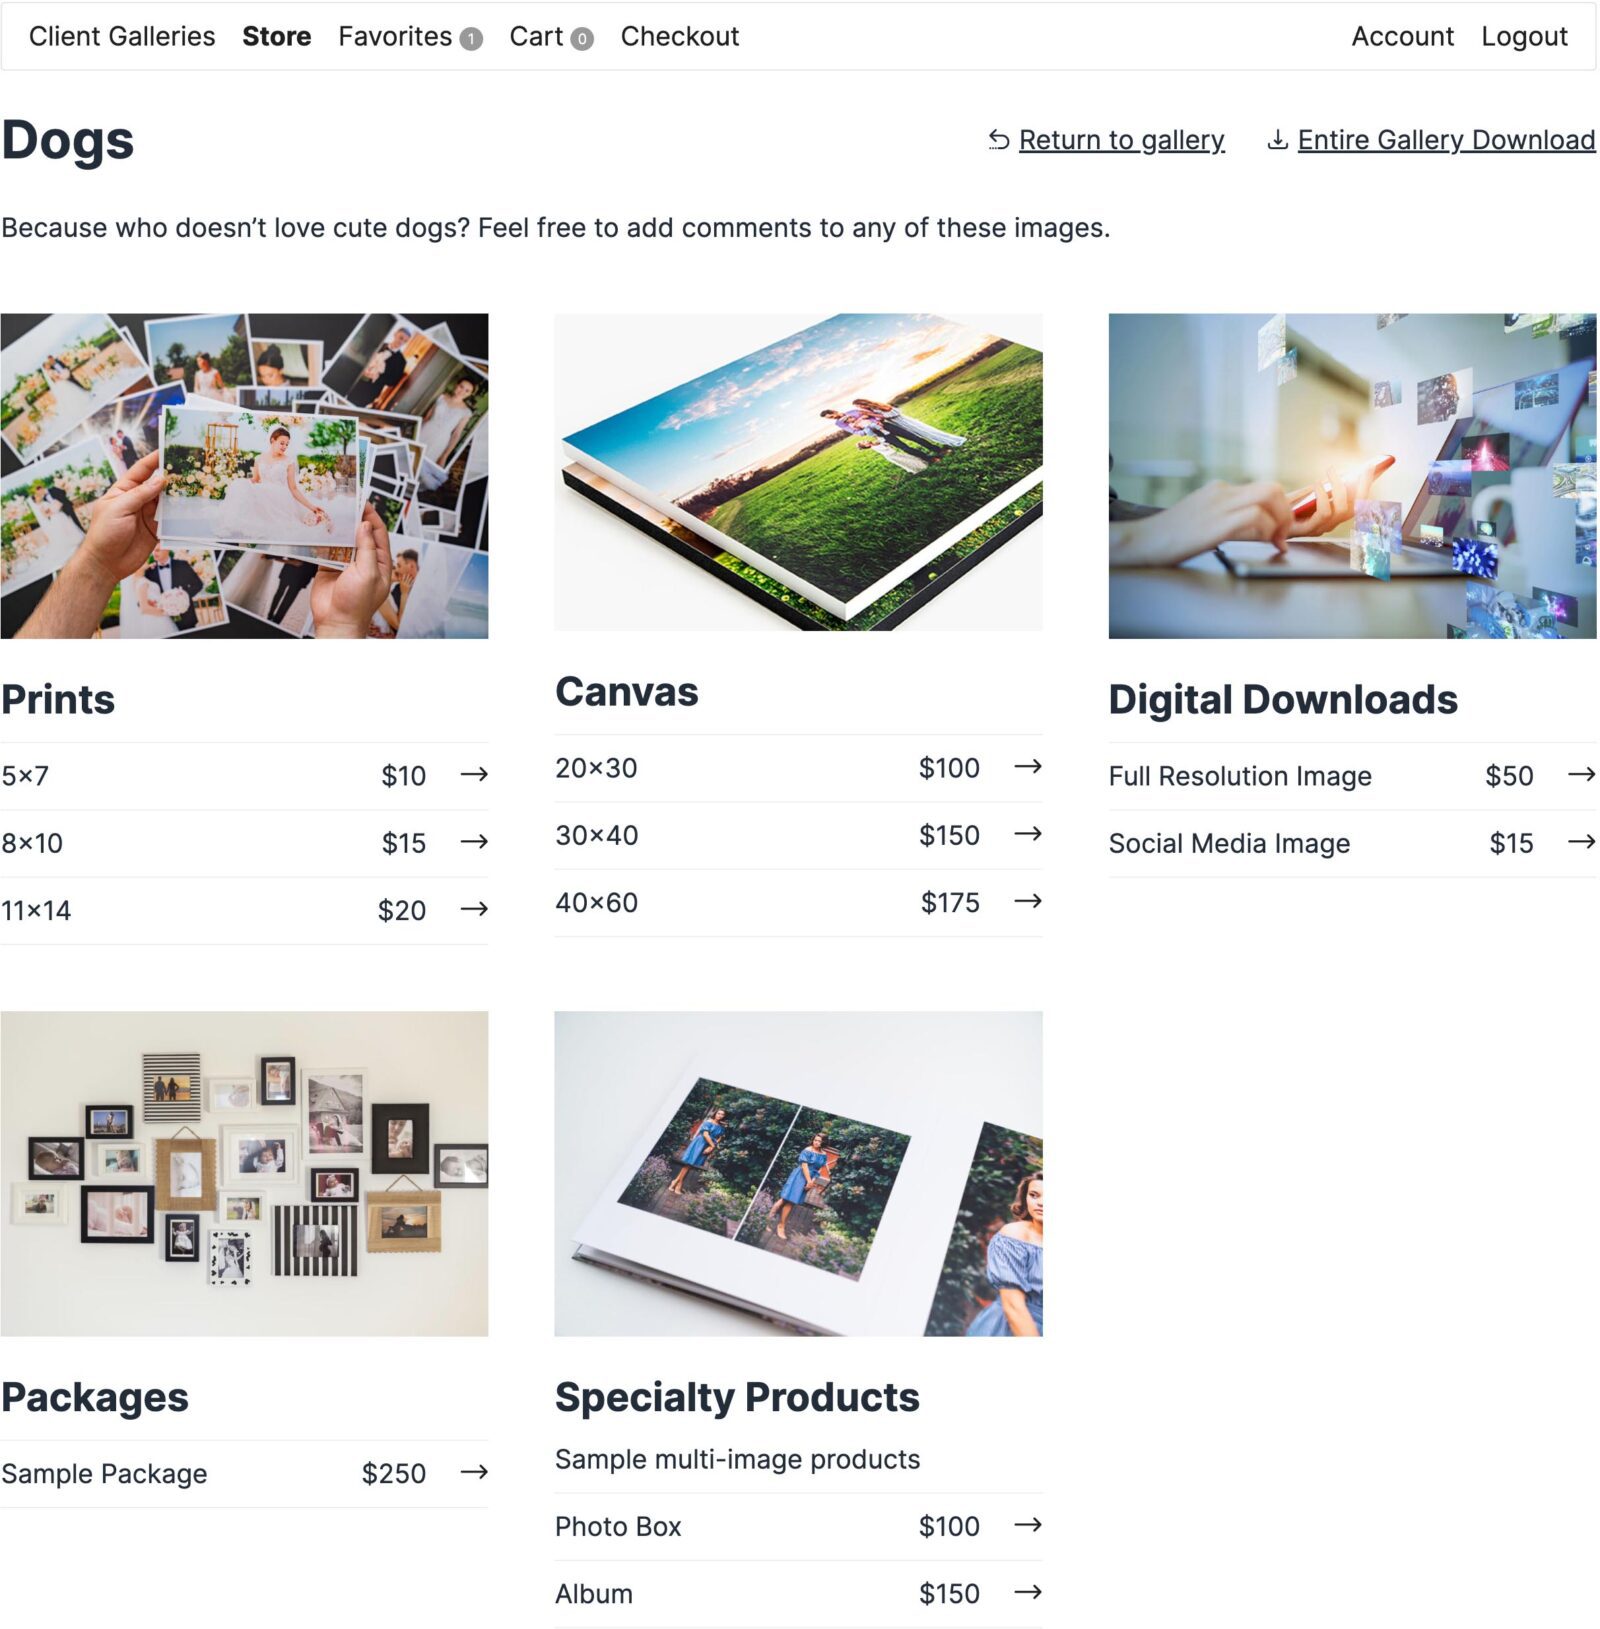 Client Galleries Store Favorites 1 Cart 0 Checkout Account Logout
Dogs
Return to gallery Entire Gallery Download
Because who doesn’t love cute dogs? Feel free to add comments to any of these images.
Prints
5×7 $10
8×10 $15
11×14 $20
Canvas
20×30 $100
30×40 $150
40×60 $175
Digital Downloads
Full Resolution Image $50
Social Media Image $15
Packages
Sample Package $250
Specialty Products
Sample multi-image products
Photo Box $100
Album $150